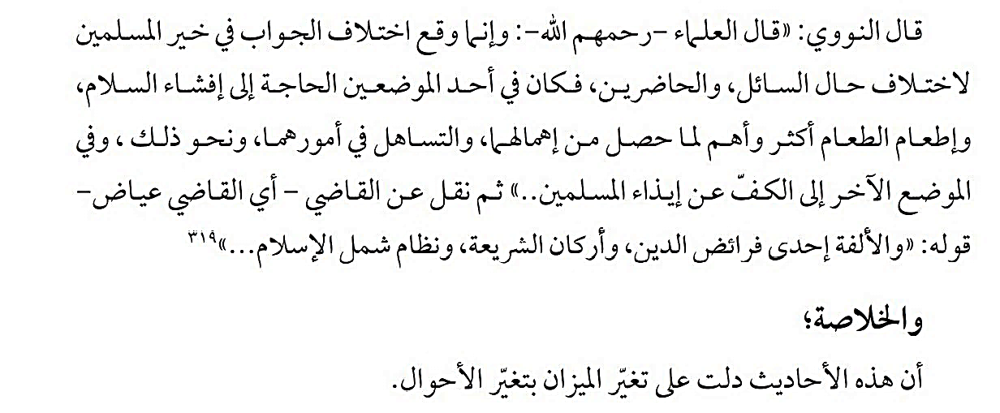 قال النووي: «قال العلماء –رحمهم الله–: وإنما وقع اختلاف الجواب في خير المسلمين
لاختلاف حال السائل، والحاضرين، فكان في أحد الموضعين الحاجة إلى إفشاء السلام،
وإطعام الطعام أكثر وأهم لما حصل من إهمالهما، والتساهل في أمورهما، ونحو ذلك ، وفي
الموضع الآخر إلى الكفّ عن إيذاء المسلمين..» ثم نقل عن القاضي – أي القاضي عياض–
قوله: «والألفة إحدى فرائض الدين، وأركان الشريعة، ونظام شمل الإسلام...»٣١٩
والخلاصة؛
أن هذه الأحاديث دلت على تغيّر الميزان بتغيّر الأحوال.